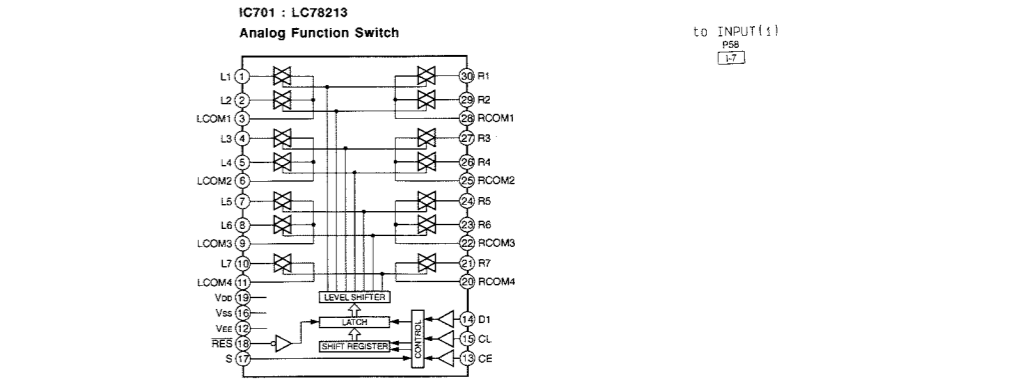 IC701 : LC78213
Analog Function Switch
to INPUT(1)
P58
I-7
L1 1
30 R1
L2 2
29 R2
LCOM1 3
28 RCOM1
L3 4
27 R3
L4 5
26 R4
LCOM2 6
25 RCOM2
L5 7
24 R5
L6 8
23 R6
LCOM3 9
22 RCOM3
L7 10
21 R7
LCOM4 11
20 RCOM4
VDD 19
LEVEL SHIFTER
VSS 16
LATCH
CONTROL
14 D1
VEE 12
15 CL
RES 18
SHIFT REGISTER
S 17
13 CE